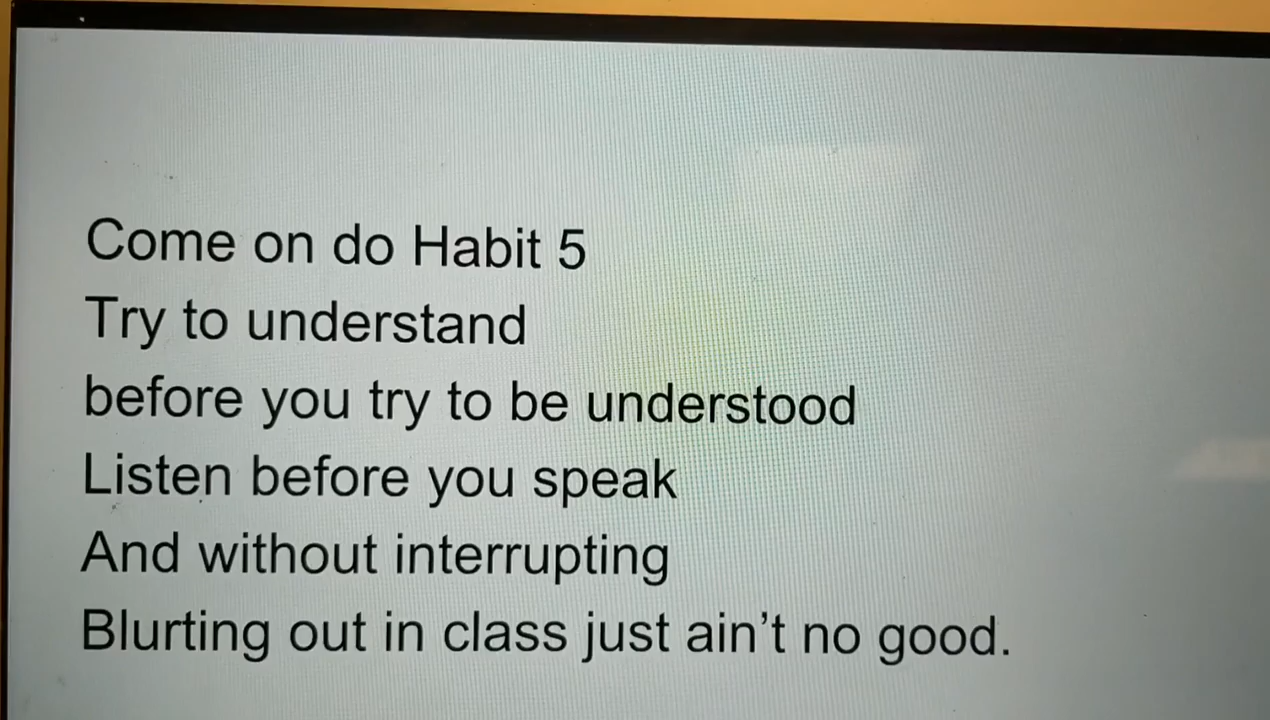 Come on do Habit 5
Try to understand
before you try to be understood
Listen before you speak
And without interrupting
Blurting out in class just ain’t no good.